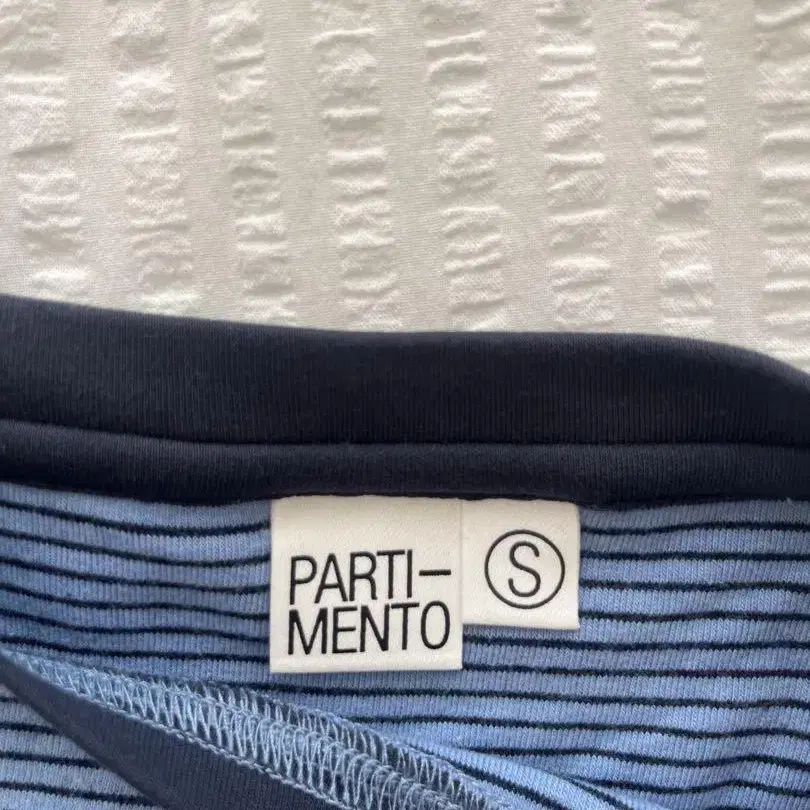 PARTI-
MENTO
S